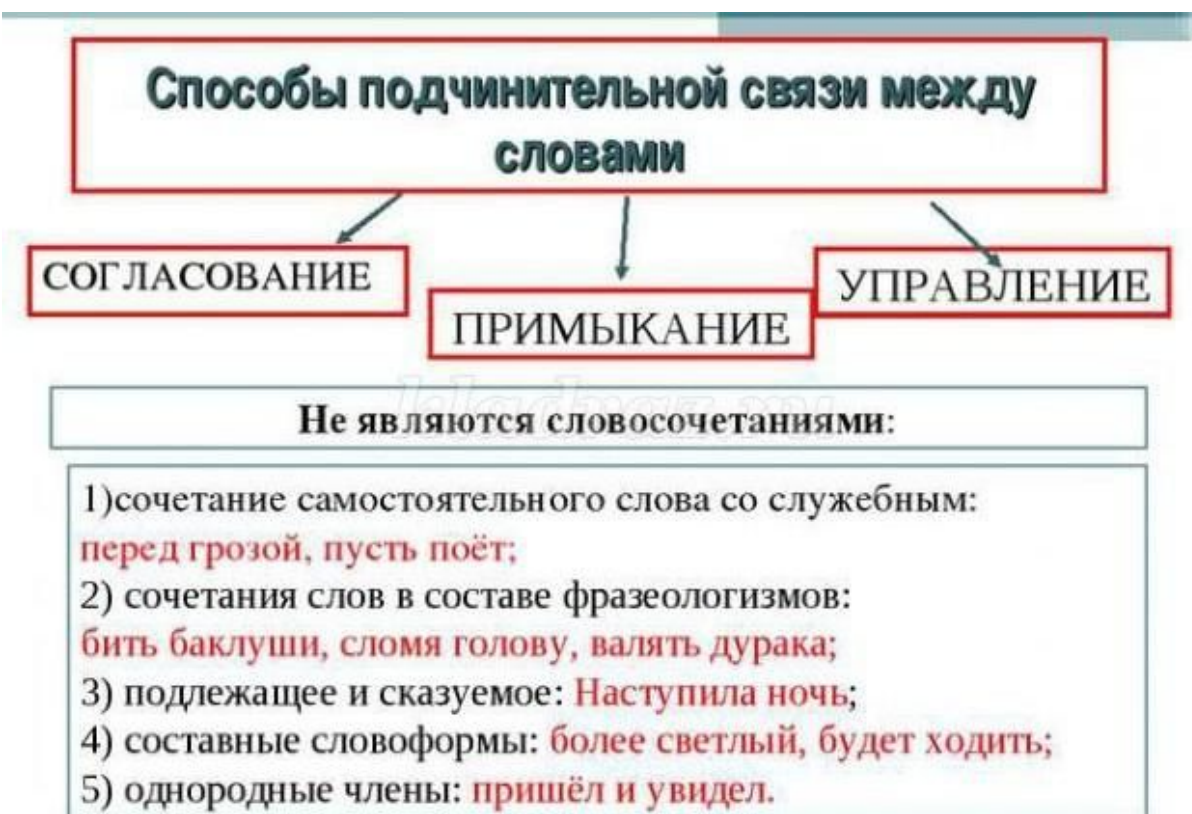 Способы подчинительной связи между
словами
СОГЛАСОВАНИЕ
ПРИМЫКАНИЕ
УПРАВЛЕНИЕ
Не являются словосочетаниями:
1)сочетание самостоятельного слова со служебным:
перед грозой, пусть поёт;
2) сочетания слов в составе фразеологизмов:
бить баклуши, сломя голову, валять дурака;
3) подлежащее и сказуемое: Наступила ночь;
4) составные словоформы: более светлый, будет ходить;
5) однородные члены: пришёл и увидел.